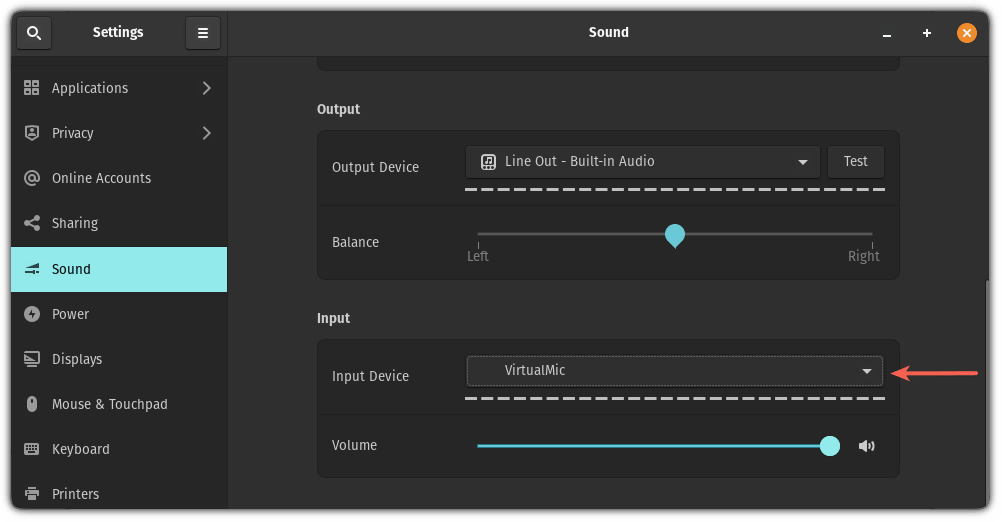 Settings
Sound
Applications
Privacy
Online Accounts
Sharing
Sound
Power
Displays
Mouse & Touchpad
Keyboard
Printers
Output
Output Device
Line Out - Built-in Audio
Test
Balance
Left
Right
Input
Input Device
VirtualMic
Volume